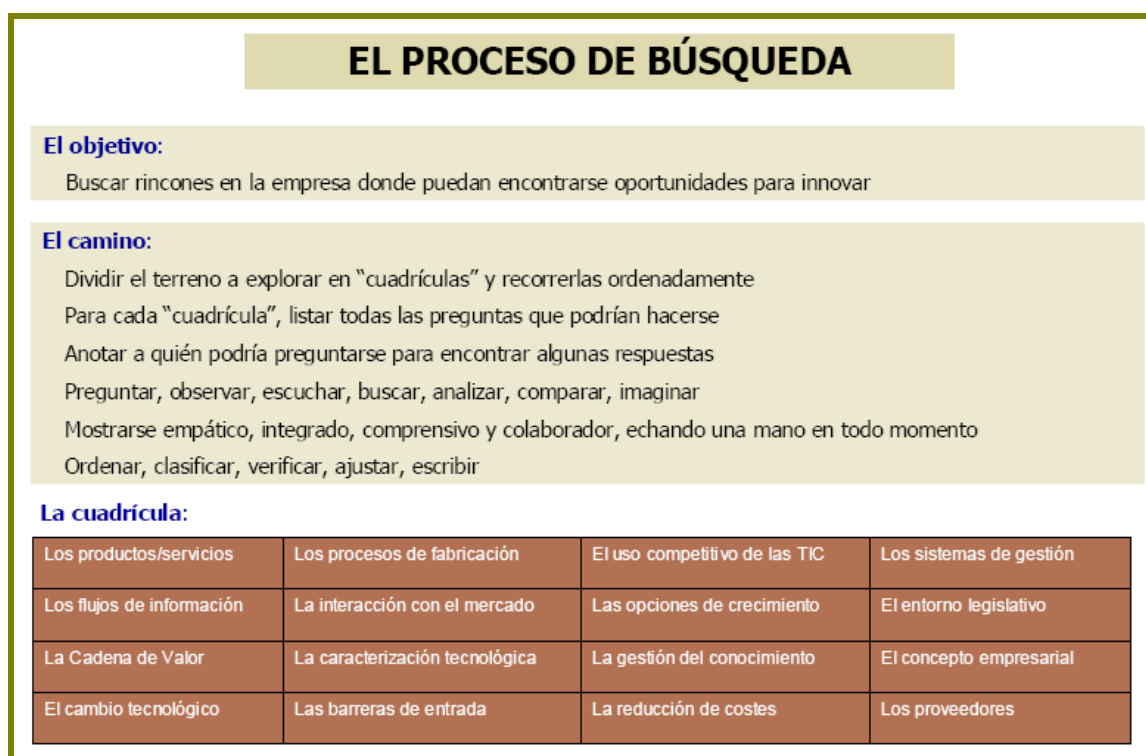 EL PROCESO DE BÚSQUEDA
El objetivo:
Buscar rincones en la empresa donde puedan encontrarse oportunidades para innovar
El camino:
Dividir el terreno a explorar en “cuadrículas” y recorrerlas ordenadamente
Para cada “cuadrícula”, listar todas las preguntas que podrían hacerse
Anotar a quién podría preguntarse para encontrar algunas respuestas
Preguntar, observar, escuchar, buscar, analizar, comparar, imaginar
Mostrarse empático, integrado, comprensivo y colaborador, echando una mano en todo momento
Ordenar, clasificar, verificar, ajustar, escribir
La cuadrícula:
Los productos/servicios Los procesos de fabricación El uso competitivo de las TIC Los sistemas de gestión
Los flujos de información La interacción con el mercado Las opciones de crecimiento El entorno legislativo
La Cadena de Valor La caracterización tecnológica La gestión del conocimiento El concepto empresarial
El cambio tecnológico Las barreras de entrada La reducción de costes Los proveedores